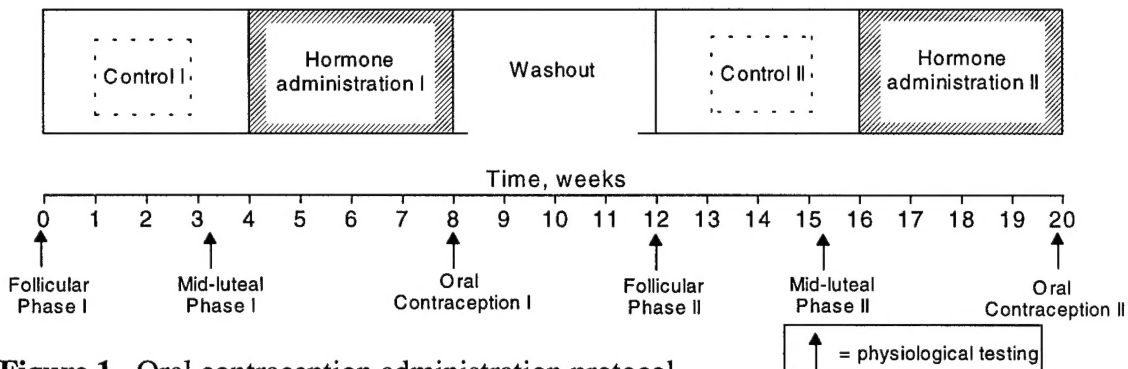 Control I
Hormone
administration I
Washout
Control II
Hormone
administration II
Time, weeks
0 1 2 3 4 5 6 7 8 9 10 11 12 13 14 15 16 17 18 19 20
Follicular
Phase I
Mid-luteal
Phase I
Oral
Contraception I
Follicular
Phase II
Mid-luteal
Phase II
Oral
Contraception II
= physiological testing
Figure 1. Oral contraception administration protocol